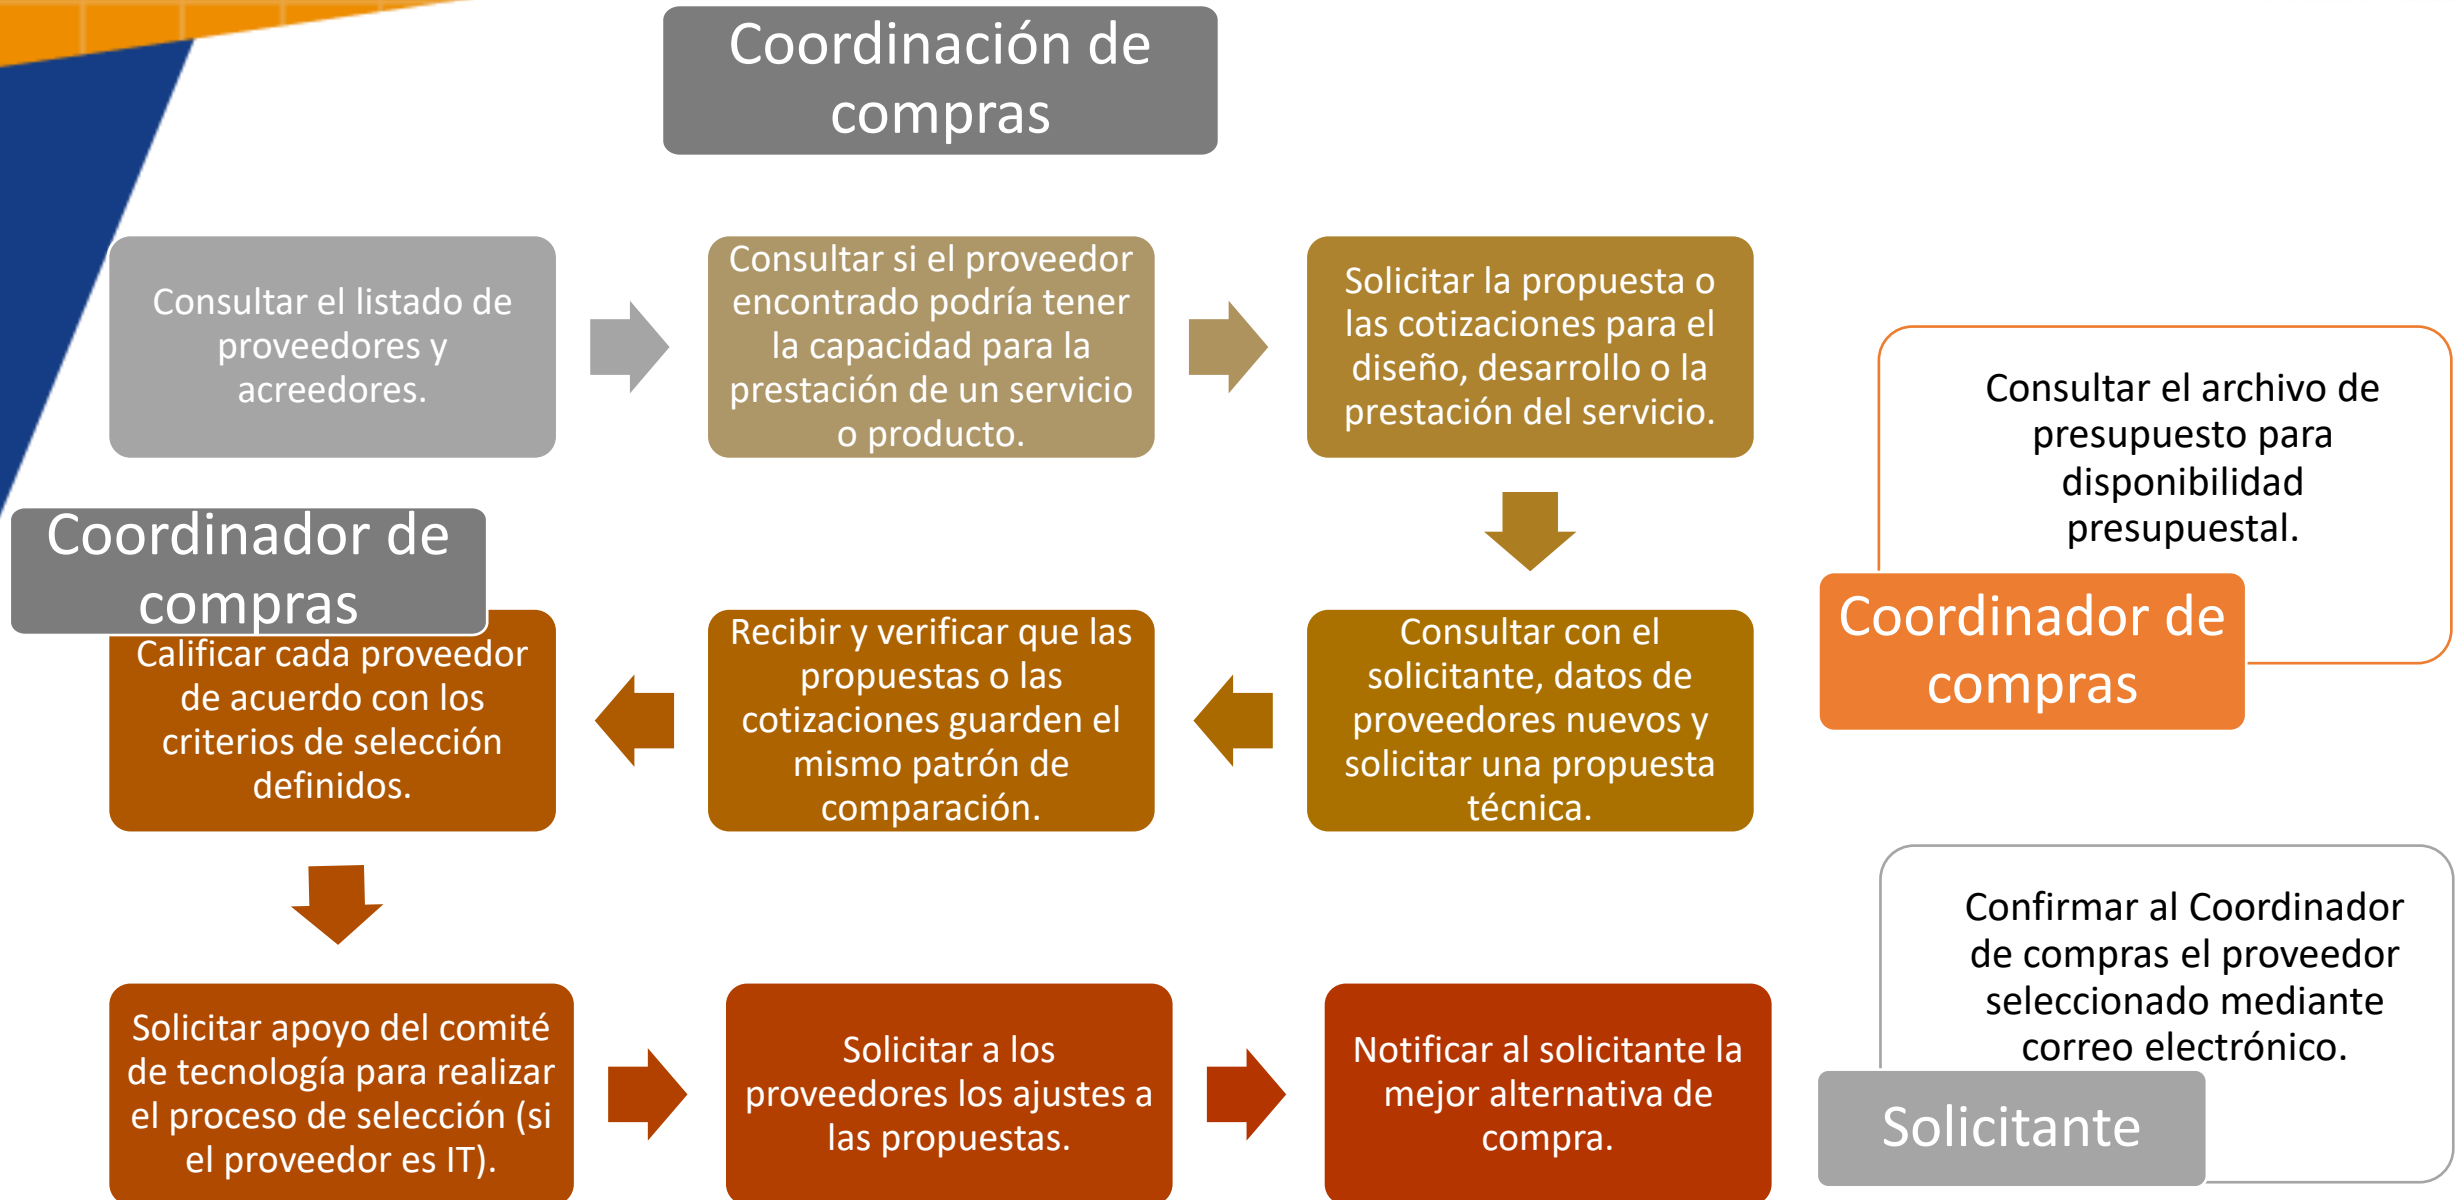 Coordinación de
compras
Consultar el listado de
proveedores y
acreedores.
Consultar si el proveedor
encontrado podría tener
la capacidad para la
prestación de un servicio
o producto.
Solicitar la propuesta o
las cotizaciones para el
diseño, desarrollo o la
prestación del servicio.
Consultar con el
solicitante, datos de
proveedores nuevos y
solicitar una propuesta
técnica.
Recibir y verificar que las
propuestas o las
cotizaciones guarden el
mismo patrón de
comparación.
Coordinador de
compras
Calificar cada proveedor
de acuerdo con los
criterios de selección
definidos.
Solicitar apoyo del comité
de tecnología para realizar
el proceso de selección (si
el proveedor es IT).
Solicitar a los
proveedores los ajustes a
las propuestas.
Notificar al solicitante la
mejor alternativa de
compra.
Consultar el archivo de
presupuesto para
disponibilidad
presupuestal.
Coordinador de
compras
Confirmar al Coordinador
de compras el proveedor
seleccionado mediante
correo electrónico.
Solicitante